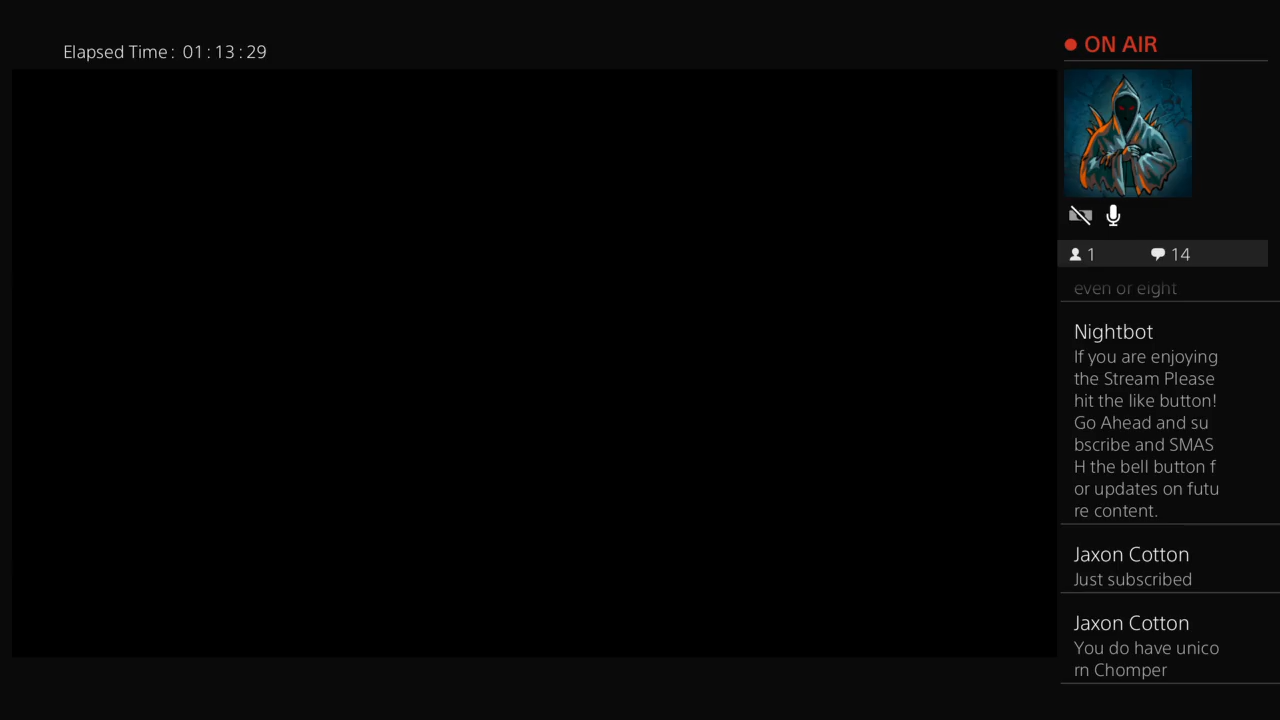 Elapsed Time: 01:13:29
ON AIR
1 14
even or eight
Nightbot
If you are enjoying
the Stream Please
hit the like button!
Go Ahead and su
bscribe and SMAS
H the bell button f
or updates on futu
re content.
Jaxon Cotton
Just subscribed
Jaxon Cotton
You do have unico
rn Chomper